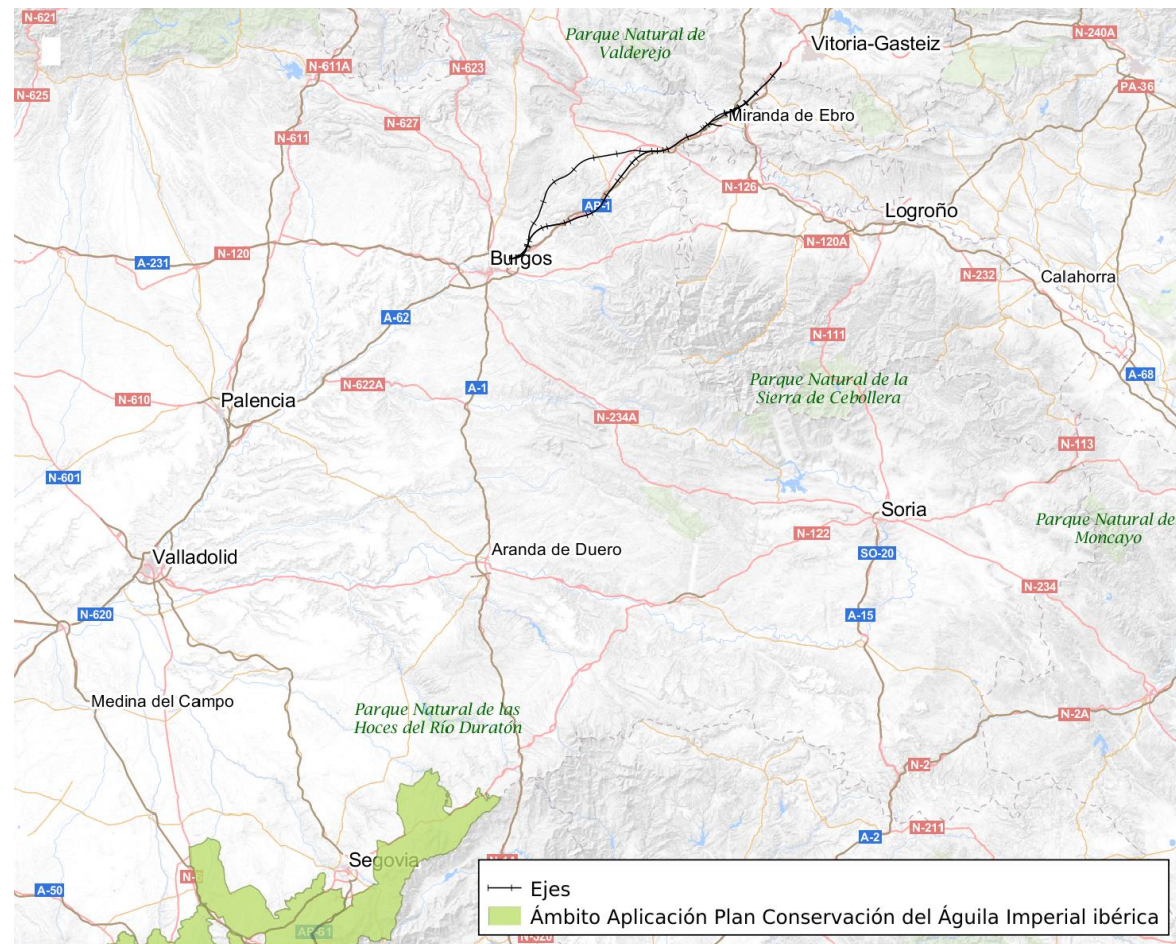 N-621
Parque Natural de
Valderejo
Vitoria-Gasteiz
N-240A
N-611A
N-623
N-625
PA-36
N-627
Miranda de Ebro
N-611
N-126
AP-1
Logroño
N-120A
N-120
A-231
Burgos
N-232
Calahorra
A-62
N-111
Parque Natural de la
Sierra de Cebollera
A-68
N-622A
A-1
N-610
Palencia
N-234A
N-113
N-601
Soria
Parque Natural de
Moncayo
N-122
Aranda de Duero
SO-20
Valladolid
N-234
N-620
A-15
Medina del Campo
Parque Natural de las
Hoces del Río Duratón
N-2A
N-2
N-211
A-2
Segovia
A-50
AP-61
Ejes
Ámbito Aplicación Plan Conservación del Águila Imperial ibérica
N-320